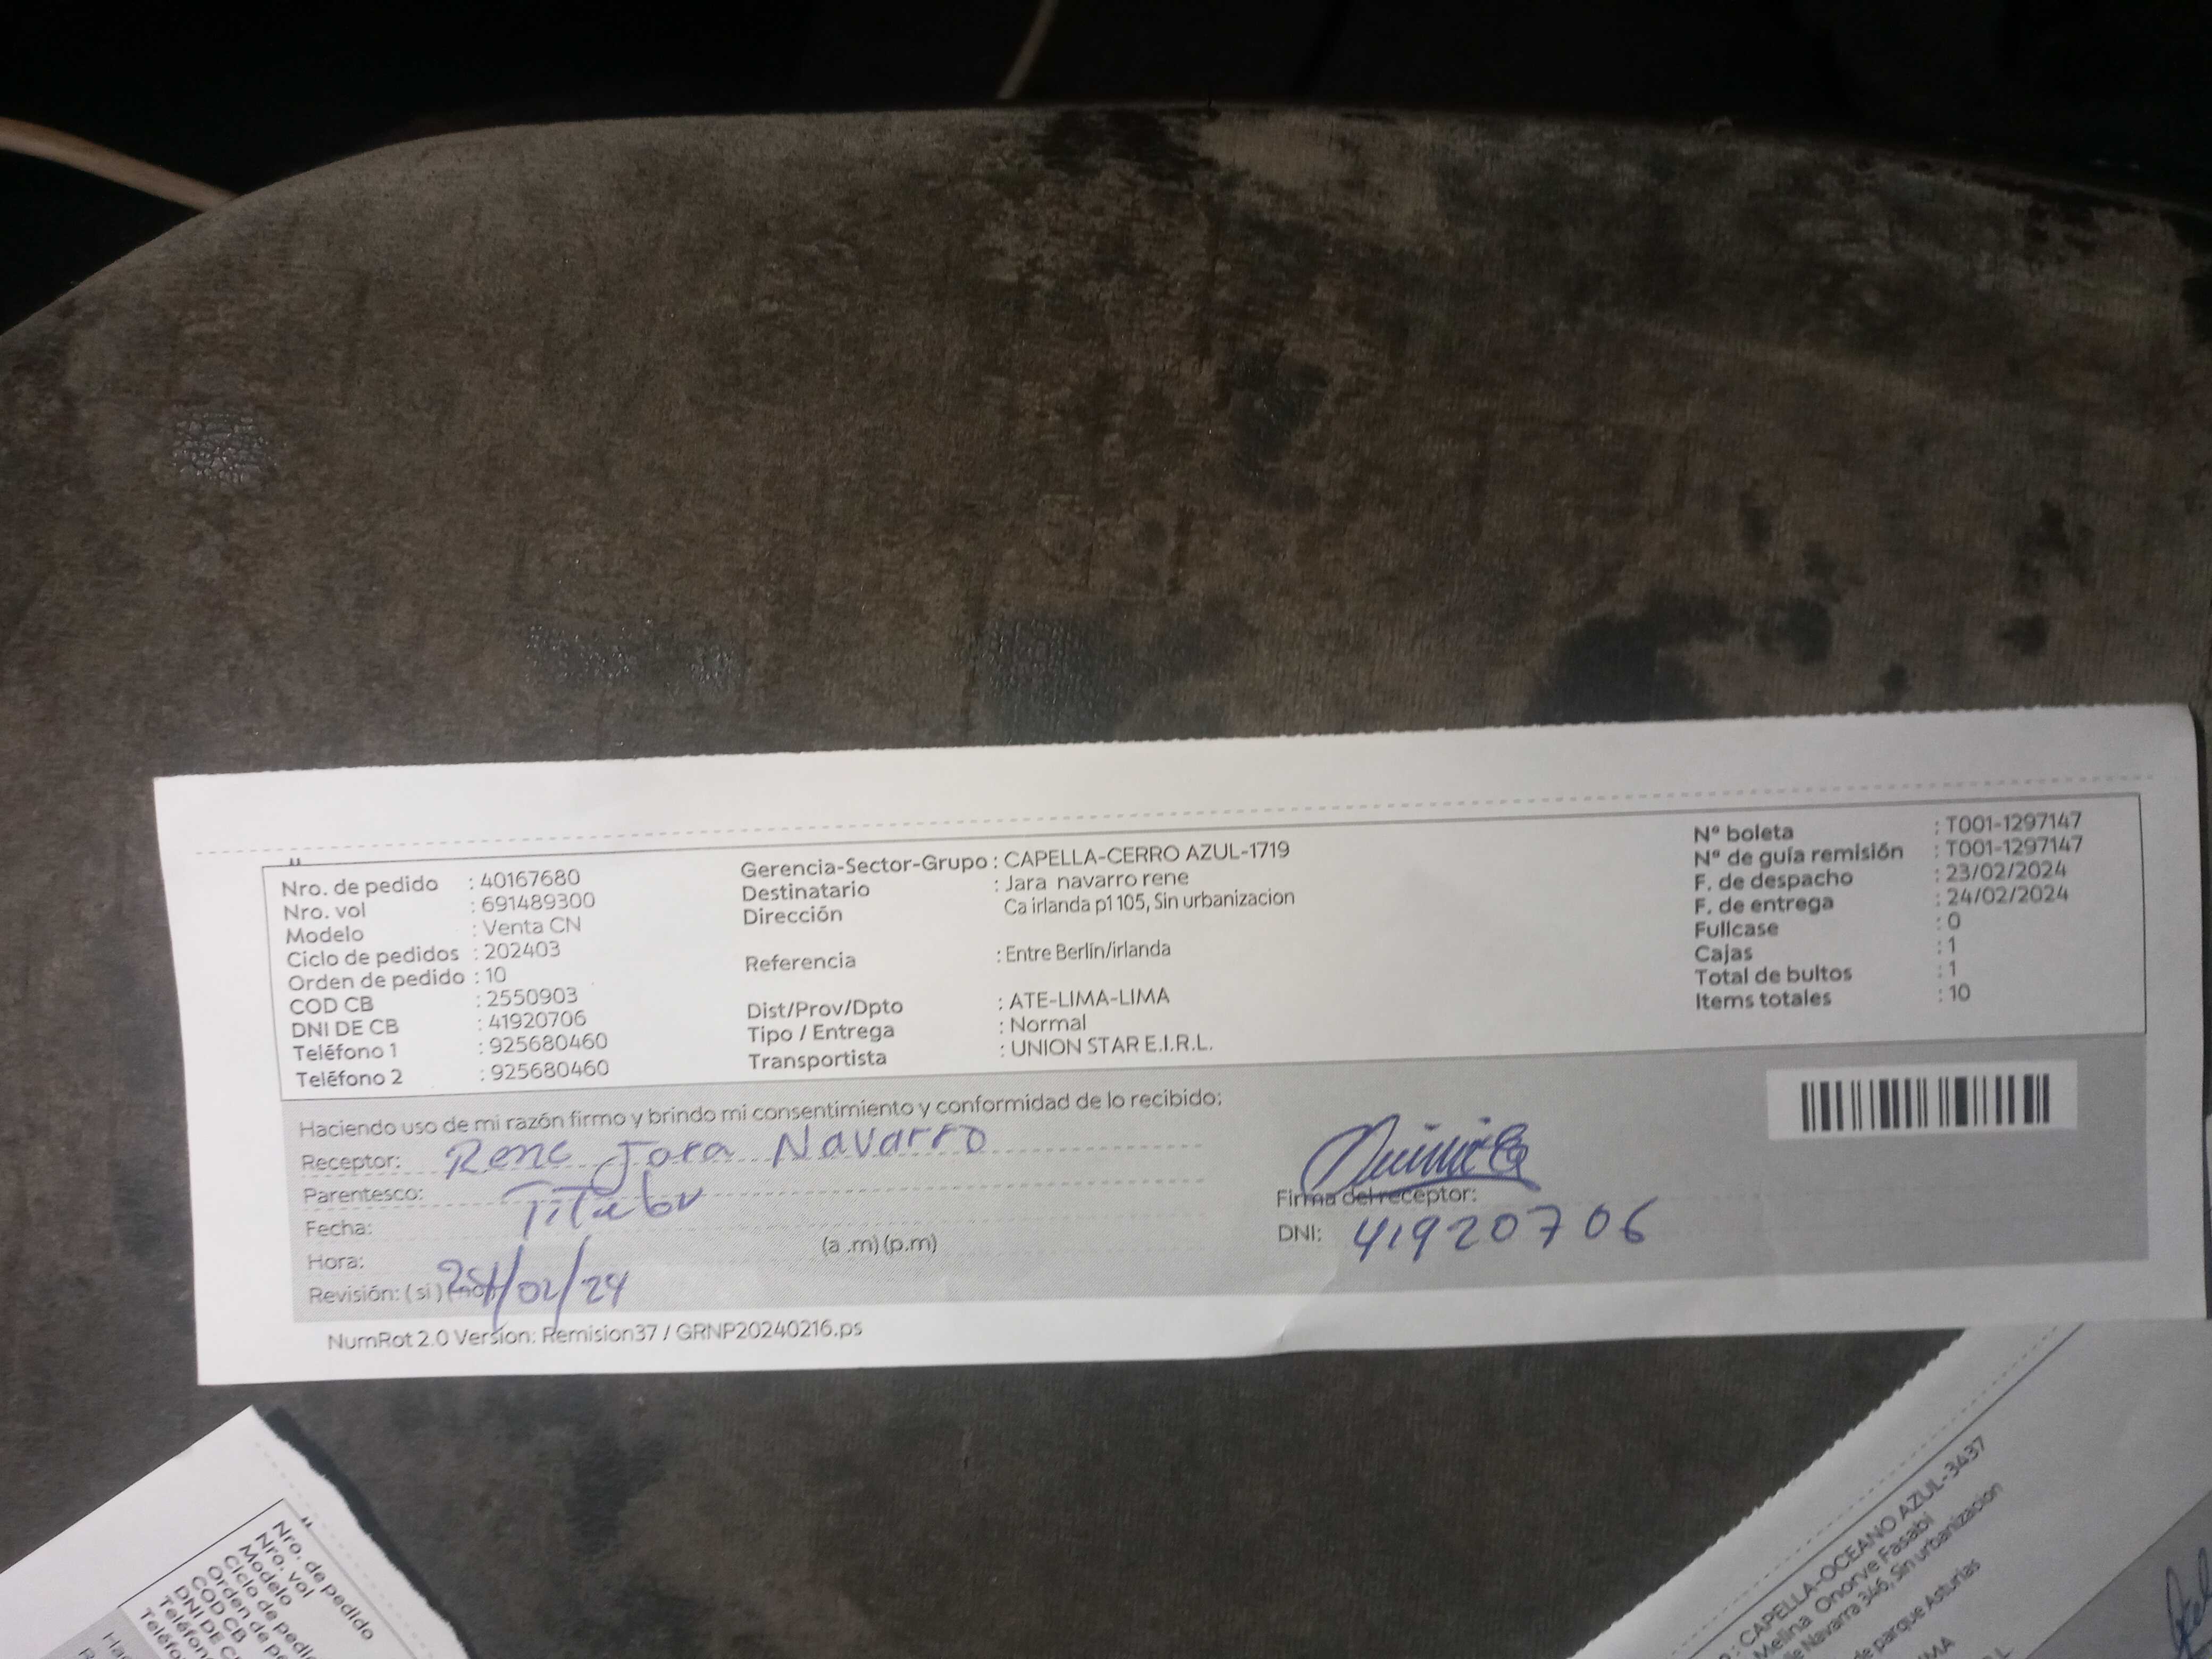 Nro. de pedido : 40167680
Nro. vol : 691489300
Modelo : Venta CN
Ciclo de pedidos : 202403
Orden de pedido : 10
COD CB : 2550903
DNI DE CB : 41920706
Teléfono 1 : 925680460
Teléfono 2 : 925680460
Gerencia-Sector-Grupo : CAPELLA-CERRO AZUL-1719
Destinatario : Jara navarro rene
Dirección Ca irlanda p1 105, Sin urbanizacion
Referencia : Entre Berlín/irlanda
Dist/Prov/Dpto : ATE-LIMA-LIMA
Tipo / Entrega : Normal
Transportista : UNION STAR E.I.R.L.
Nº boleta : T001-1297147
Nº de guía remisión : T001-1297147
F. de despacho : 23/02/2024
F. de entrega : 24/02/2024
Fullcase : 0
Cajas : 1
Total de bultos : 1
Items totales : 10
Haciendo uso de mi razón firmo y brindo mi consentimiento y conformidad de lo recibido:
Receptor: Rene Jara Navarro
Parentesco: Titular
Fecha:
Hora: (a .m) (p.m)
Revisión: ( si ) 24/02/24
Firma del receptor:
DNI: 41920706
NumRot 2.0 Version: Remision37 / GRNP20240216.ps
Nro. de pedido
Nro. vol
Modelo
Ciclo de pedi
Orden de pe
COD CB
DNI DE C
Teléfon
Teléfo
: CAPELLA-OCEANO AZUL-3437
Melina Onorve Fasabi
Navarra 346, Sin urbanizacion
de parque Asturias